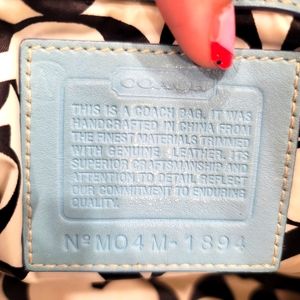 COACH
THIS IS A COACH BAG. IT WAS
HANDCRAFTED IN CHINA FROM
THE FINEST MATERIALS TRIMMED
WITH GENUINE LEATHER. ITS
SUPERIOR CRAFTSMANSHIP AND
ATTENTION TO DETAIL REFLECT
OUR COMMITMENT TO ENDURING
QUALITY.
Nº MO4M-1894